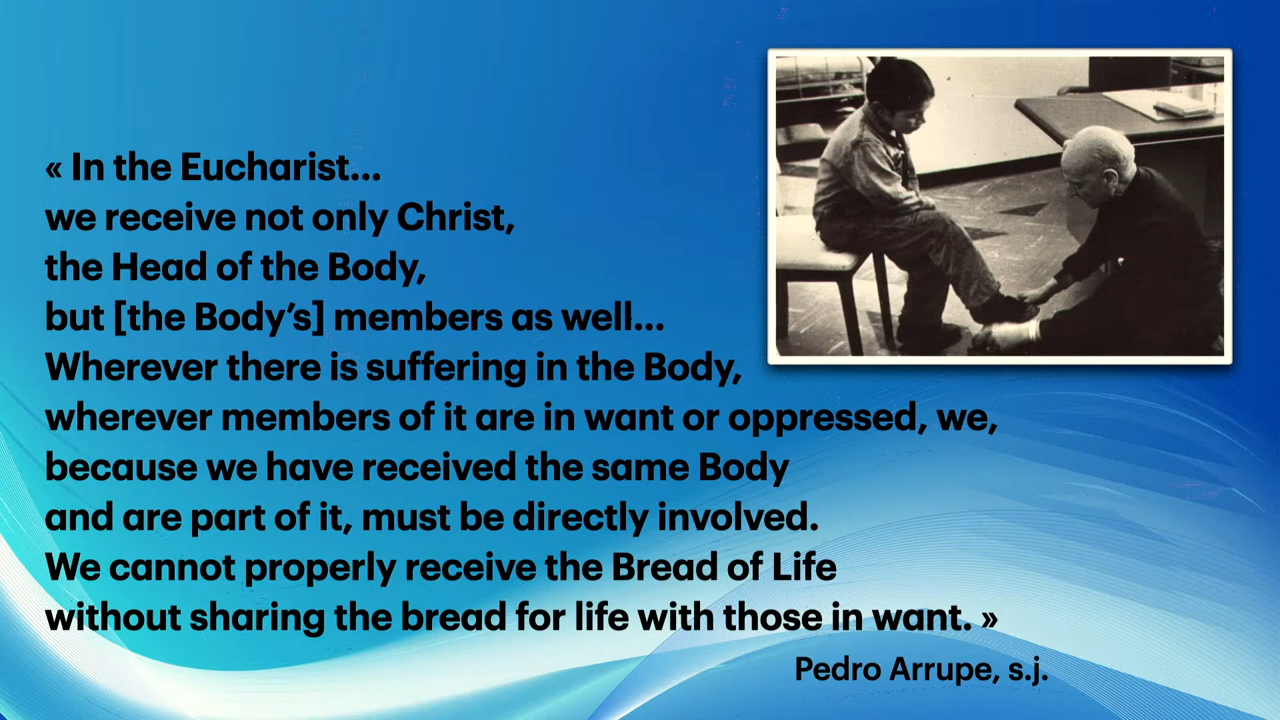 « In the Eucharist...
we receive not only Christ,
the Head of the Body,
but [the Body’s] members as well...
Wherever there is suffering in the Body,
wherever members of it are in want or oppressed, we,
because we have received the same Body
and are part of it, must be directly involved.
We cannot properly receive the Bread of Life
without sharing the bread for life with those in want. »
Pedro Arrupe, s.j.